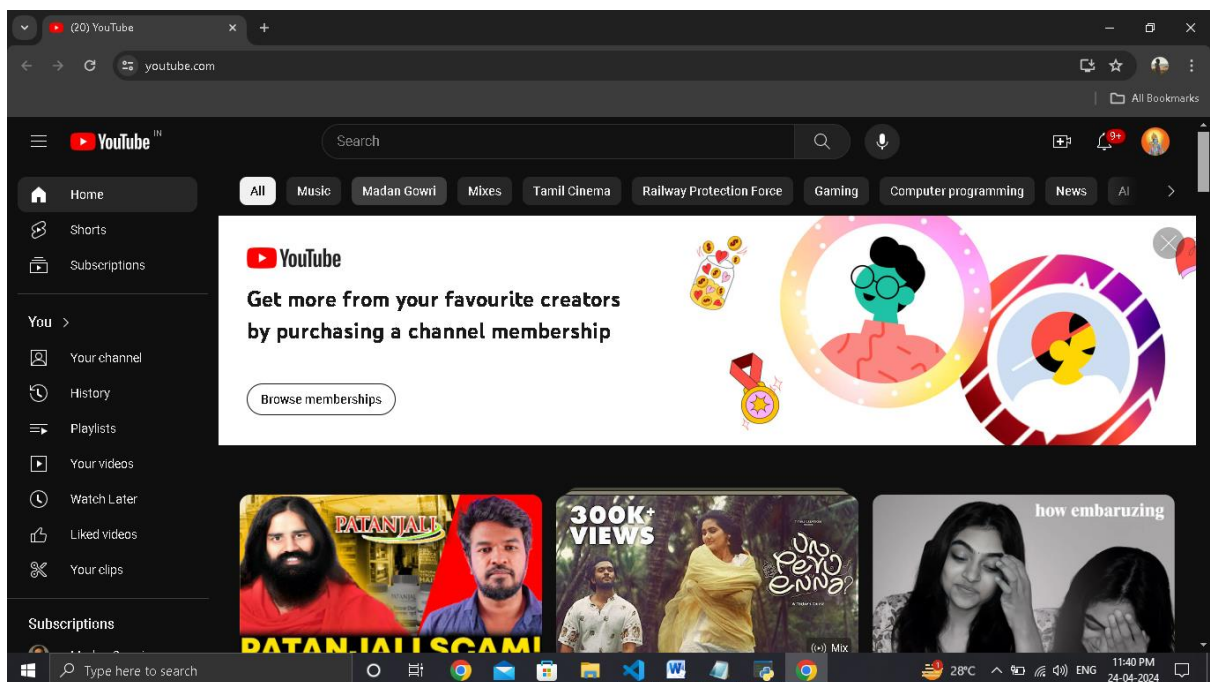 (20) YouTube
youtube.com
All Bookmarks
YouTube IN
Search
9+
Home
All
Music
Madan Gowri
Mixes
Tamil Cinema
Railway Protection Force
Gaming
Computer programming
News
AI
Shorts
Subscriptions
YouTube
Get more from your favourite creators
by purchasing a channel membership
Browse memberships
You
Your channel
History
Playlists
Your videos
Watch Later
Liked videos
Your clips
Subscriptions
PATANJALI
PATANJALI SCAM!
300K+
VIEWS
உன்
பேரை
என்ன?
Mix
how embaruzing
Type here to search
28°C
ENG
11:40 PM
24-04-2024